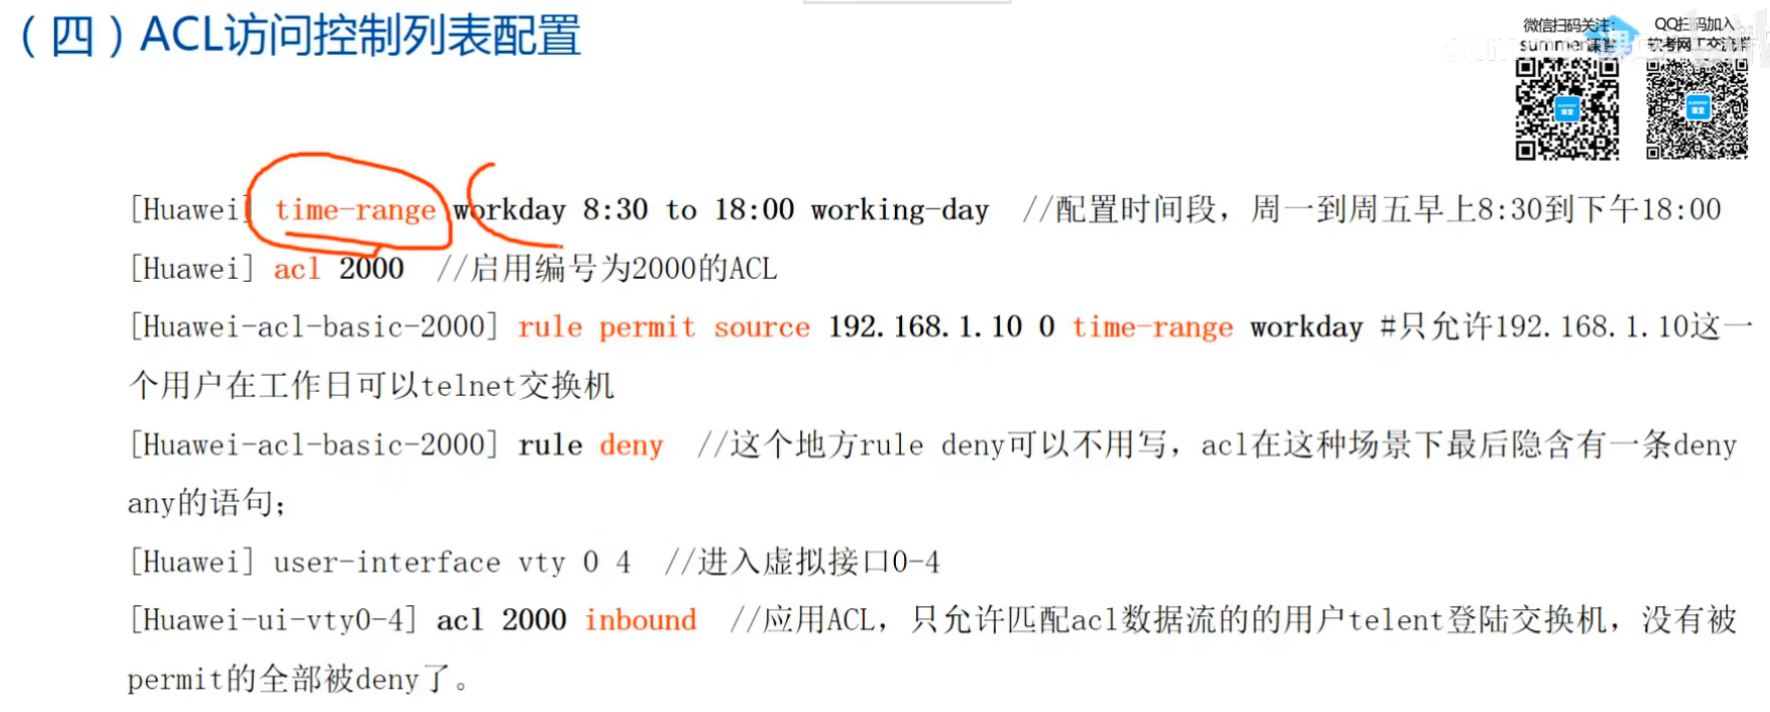 （四）ACL访问控制列表配置
微信扫码关注：
summer课堂
QQ扫码加入
软考网工交流群
[Huawei] time-range workday 8:30 to 18:00 working-day //配置时间段，周一到周五早上8:30到下午18:00
[Huawei] acl 2000 //启用编号为2000的ACL
[Huawei-acl-basic-2000] rule permit source 192.168.1.10 0 time-range workday #只允许192.168.1.10这一
个用户在工作日可以telnet交换机
[Huawei-acl-basic-2000] rule deny //这个地方rule deny可以不用写，acl在这种场景下最后隐含有一条deny
any的语句；
[Huawei] user-interface vty 0 4 //进入虚拟接口0-4
[Huawei-ui-vty0-4] acl 2000 inbound //应用ACL，只允许匹配acl数据流的的用户telent登陆交换机，没有被
permit的全部被deny了。